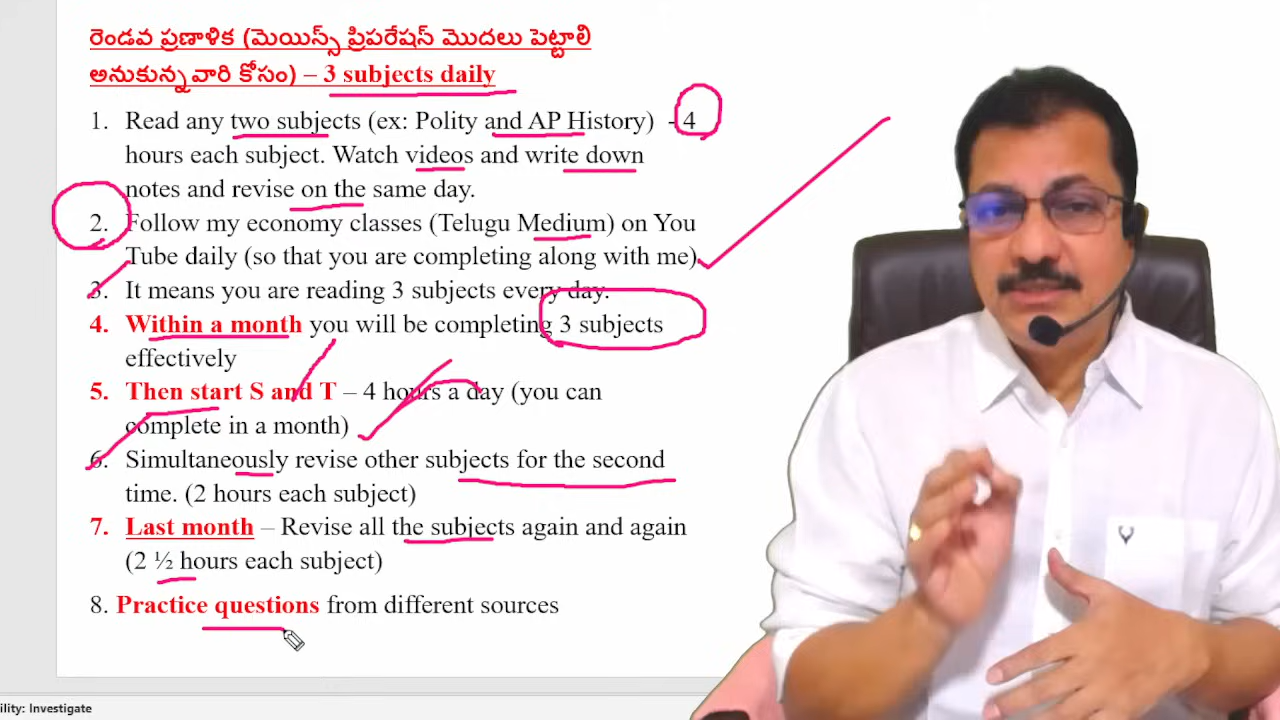 రెండవ ప్రణాళిక (మెయిన్స్ ప్రిపరేషన్ మొదలు పెట్టాలి
అనుకున్నవారి కోసం) – 3 subjects daily
1. Read any two subjects (ex: Polity and AP History) - 4
hours each subject. Watch videos and write down
notes and revise on the same day.
2. Follow my economy classes (Telugu Medium) on You
Tube daily (so that you are completing along with me)
3. It means you are reading 3 subjects every day.
4. Within a month you will be completing 3 subjects
effectively
5. Then start S and T – 4 hours a day (you can
complete in a month)
6. Simultaneously revise other subjects for the second
time. (2 hours each subject)
7. Last month – Revise all the subjects again and again
(2 ½ hours each subject)
8. Practice questions from different sources
ility: Investigate